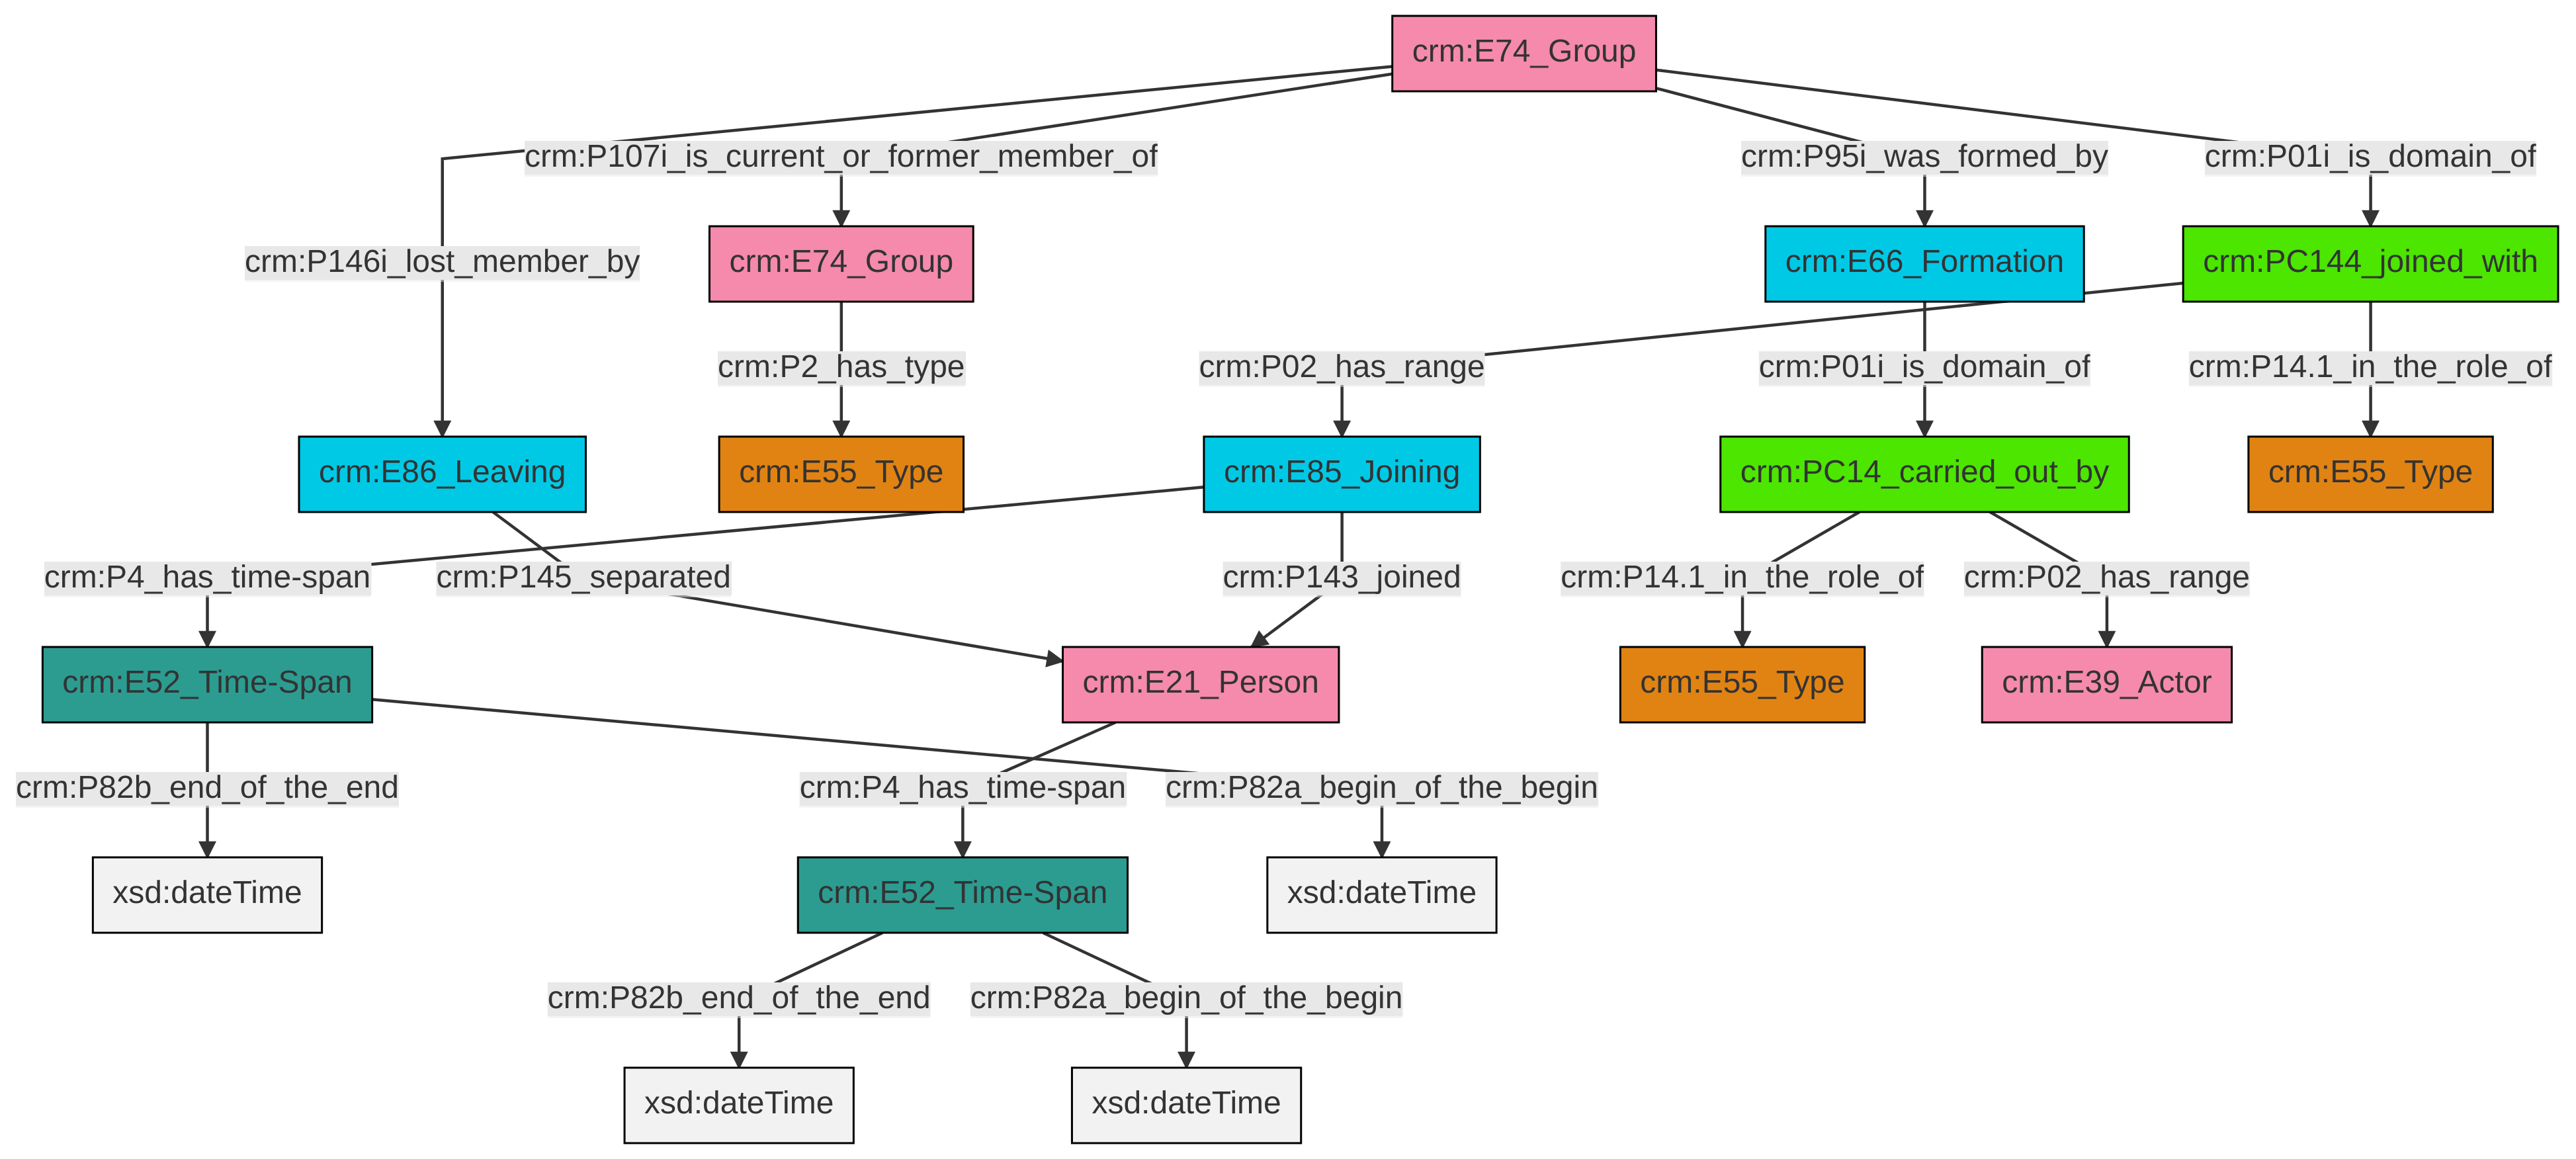 crm:E74_Group
crm:P107i_is_current_or_former_member_of
crm:P95i_was_formed_by
crm:P01i_is_domain_of
crm:P146i_lost_member_by
crm:E74_Group
crm:E66_Formation
crm:PC144_joined_with
crm:P2_has_type
crm:P02_has_range
crm:P01i_is_domain_of
crm:P14.1_in_the_role_of
crm:E86_Leaving
crm:E55_Type
crm:E85_Joining
crm:PC14_carried_out_by
crm:E55_Type
crm:P4_has_time-span
crm:P145_separated
crm:P143_joined
crm:P14.1_in_the_role_of
crm:P02_has_range
crm:E52_Time-Span
crm:E21_Person
crm:E55_Type
crm:E39_Actor
crm:P82b_end_of_the_end
crm:P4_has_time-span
crm:P82a_begin_of_the_begin
xsd:dateTime
crm:E52_Time-Span
xsd:dateTime
crm:P82b_end_of_the_end
crm:P82a_begin_of_the_begin
xsd:dateTime
xsd:dateTime